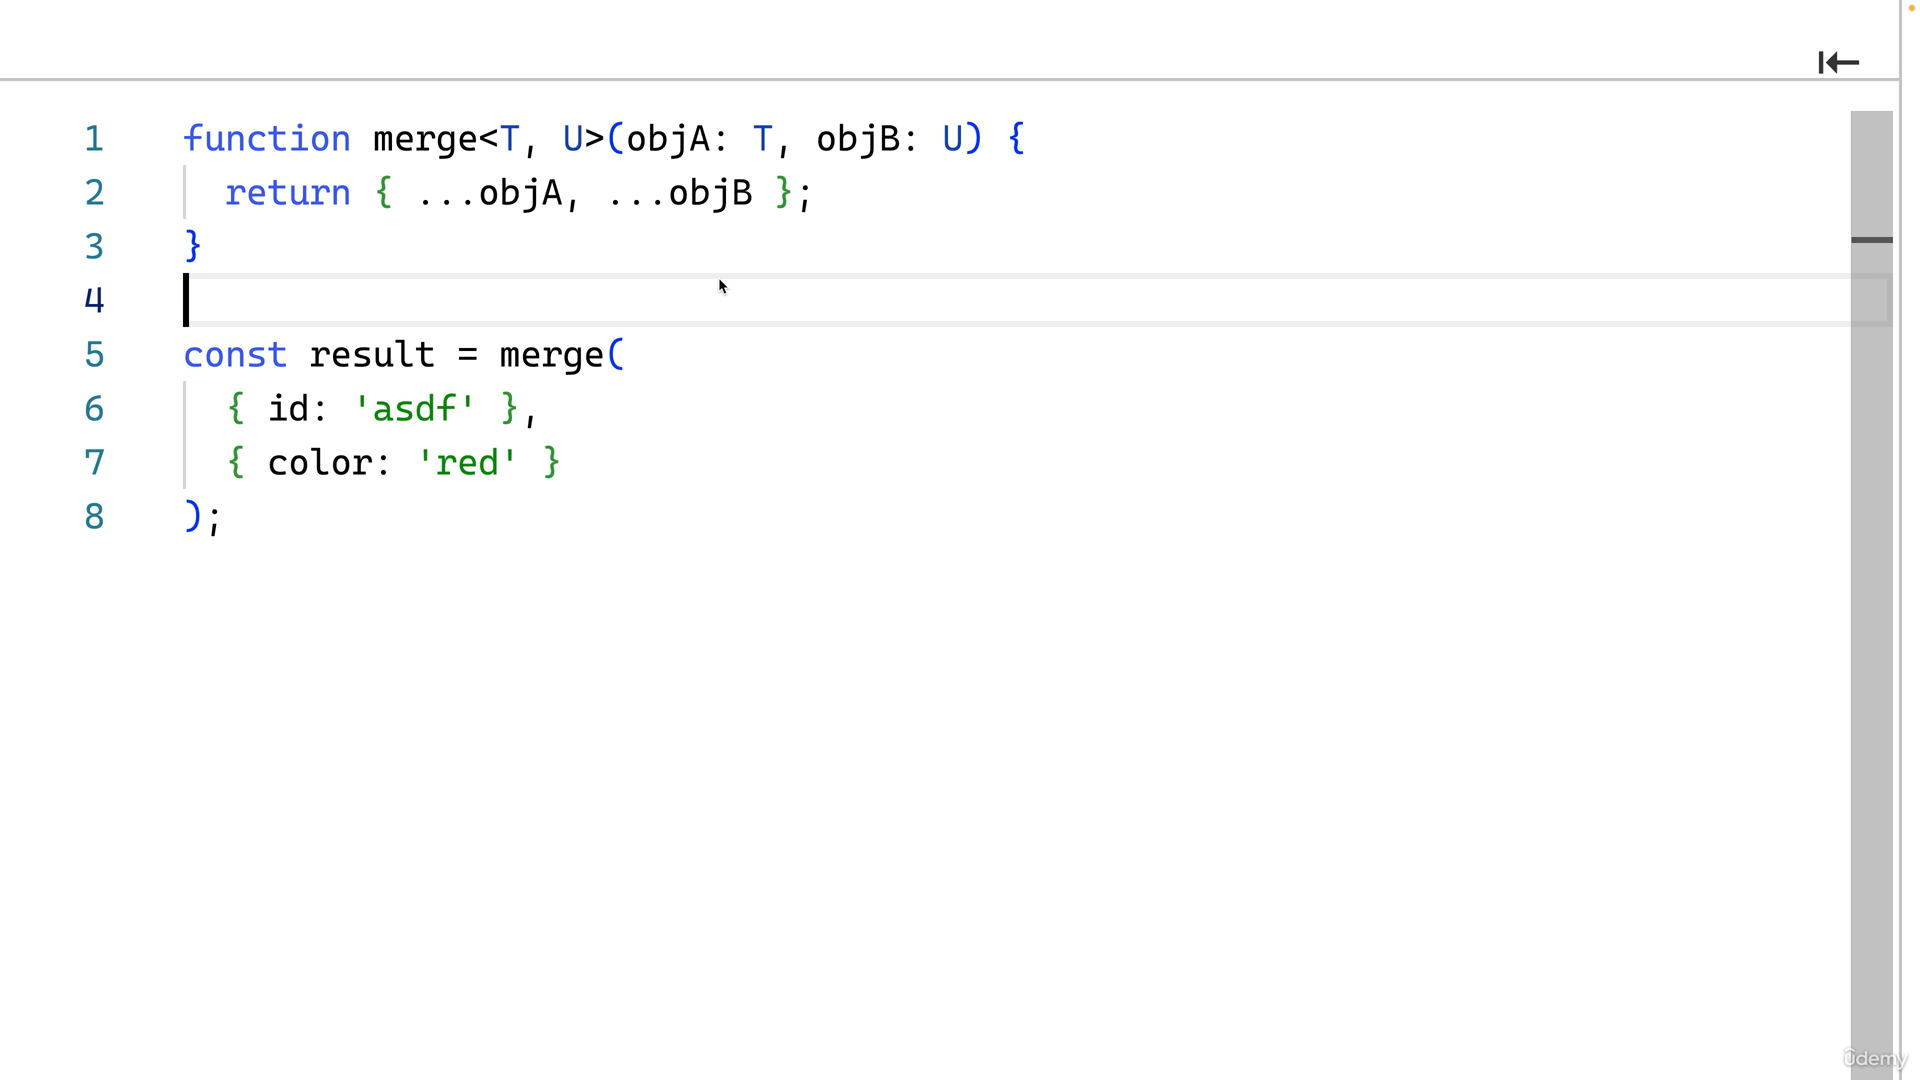 1 function merge<T, U>(objA: T, objB: U) {
2 return { ...objA, ...objB };
3 }
4
5 const result = merge(
6 { id: 'asdf' },
7 { color: 'red' }
8 );
ûdemy